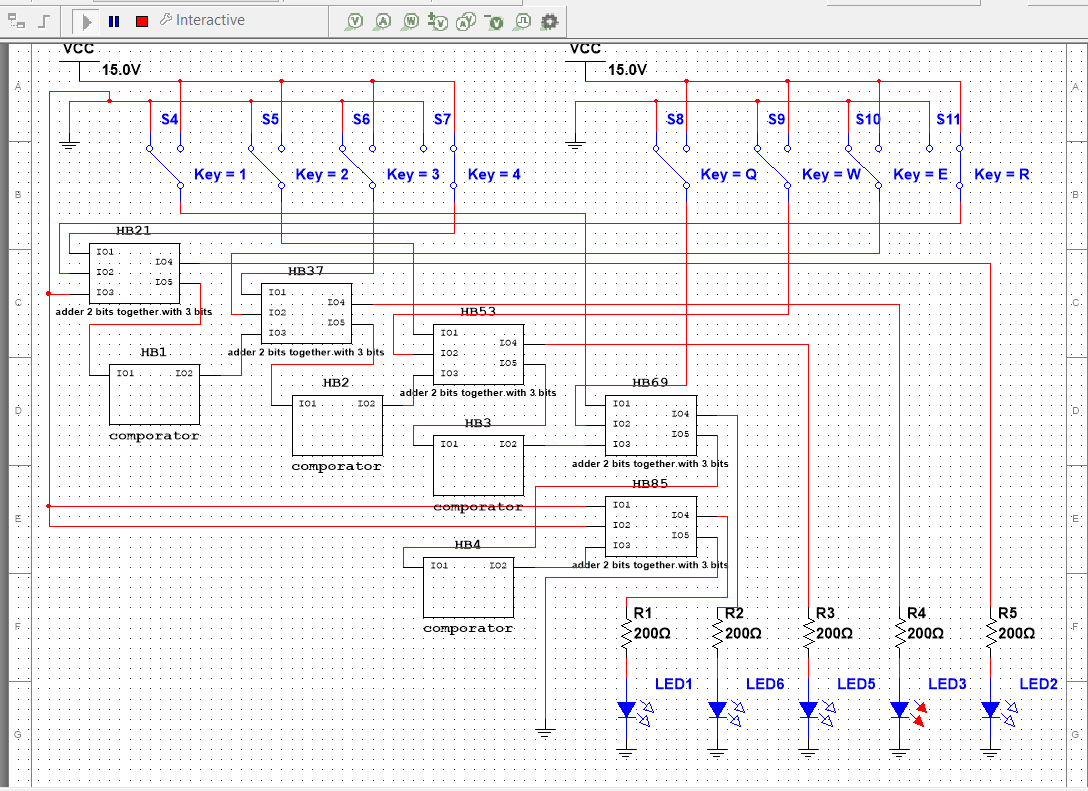 Interactive
VCC
15.0V
VCC
15.0V
A
A
S4
S5
S6
S7
S8
S9
S10
S11
Key = 1
Key = 2
Key = 3
Key = 4
Key = Q
Key = W
Key = E
Key = R
B
B
HB21
IO1
IO2
IO3
IO4
IO5
adder 2 bits together with 3 bits
HB37
IO1
IO2
IO3
IO4
IO5
adder 2 bits together with 3 bits
C
C
HB53
IO1
IO2
IO3
IO4
IO5
adder 2 bits together with 3 bits
HB1
IO1
IO2
comporator
HB2
IO1
IO2
comporator
HB69
IO1
IO2
IO3
IO4
IO5
adder 2 bits together with 3 bits
D
D
HB3
IO1
IO2
comporator
HB85
IO1
IO2
IO3
IO4
IO5
adder 2 bits together with 3 bits
E
E
HB4
IO1
IO2
comporator
F
F
R1
200Ω
R2
200Ω
R3
200Ω
R4
200Ω
R5
200Ω
LED1
LED6
LED5
LED3
LED2
G
G